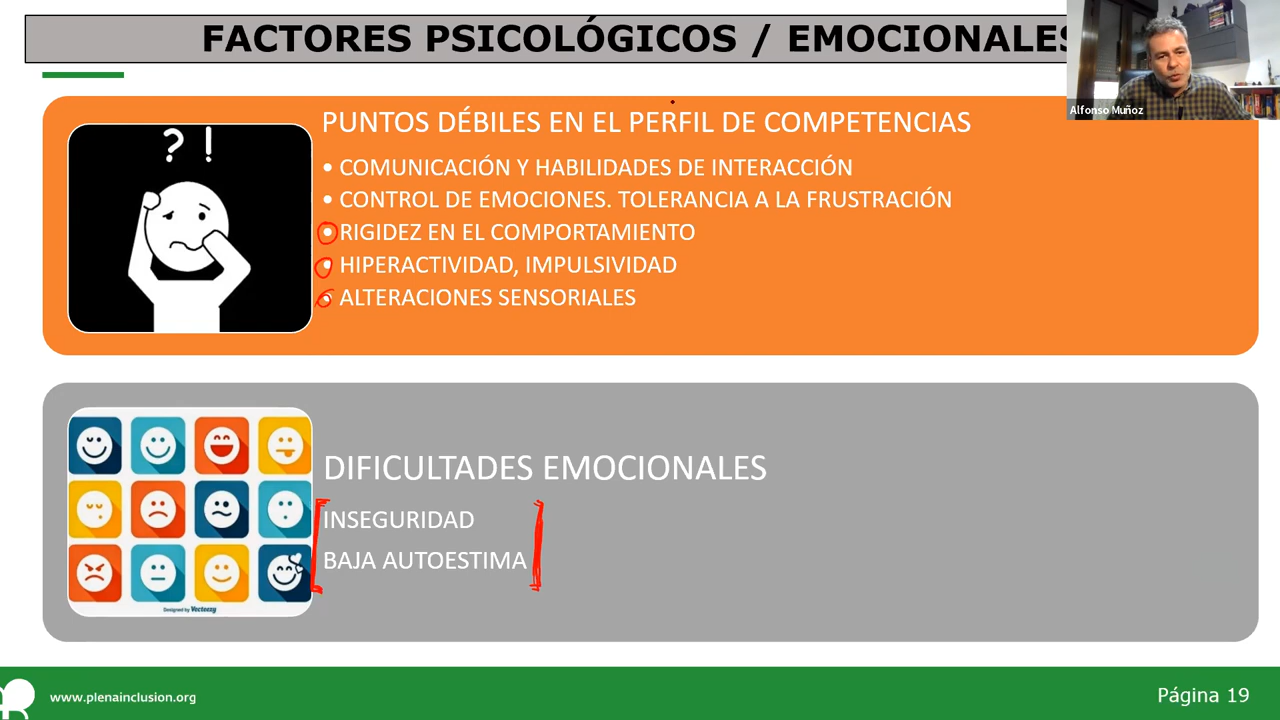 FACTORES PSICOLÓGICOS / EMOCIONALES
Alfonso Muñoz
? !
PUNTOS DÉBILES EN EL PERFIL DE COMPETENCIAS
• COMUNICACIÓN Y HABILIDADES DE INTERACCIÓN
• CONTROL DE EMOCIONES. TOLERANCIA A LA FRUSTRACIÓN
• RIGIDEZ EN EL COMPORTAMIENTO
• HIPERACTIVIDAD, IMPULSIVIDAD
• ALTERACIONES SENSORIALES
DIFICULTADES EMOCIONALES
INSEGURIDAD
BAJA AUTOESTIMA
Designed by Vecteezy
www.plenainclusion.org
Página 19